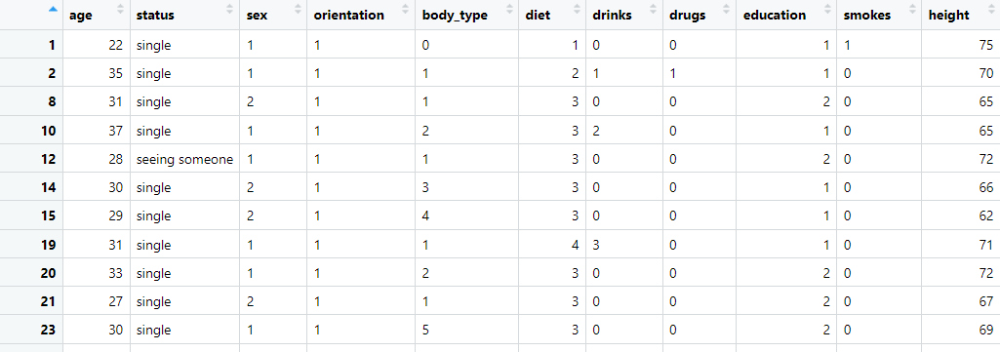 age status sex orientation body_type diet drinks drugs education smokes height
1 22 single 1 1 0 1 0 0 1 1 75
2 35 single 1 1 1 2 1 1 1 0 70
8 31 single 2 1 1 3 0 0 2 0 65
10 37 single 1 1 2 3 2 0 1 0 65
12 28 seeing someone 1 1 1 3 0 0 2 0 72
14 30 single 2 1 3 3 0 0 1 0 66
15 29 single 2 1 4 3 0 0 1 0 62
19 31 single 1 1 1 4 3 0 1 0 71
20 33 single 1 1 2 3 0 0 2 0 72
21 27 single 2 1 1 3 0 0 2 0 67
23 30 single 1 1 5 3 0 0 2 0 69